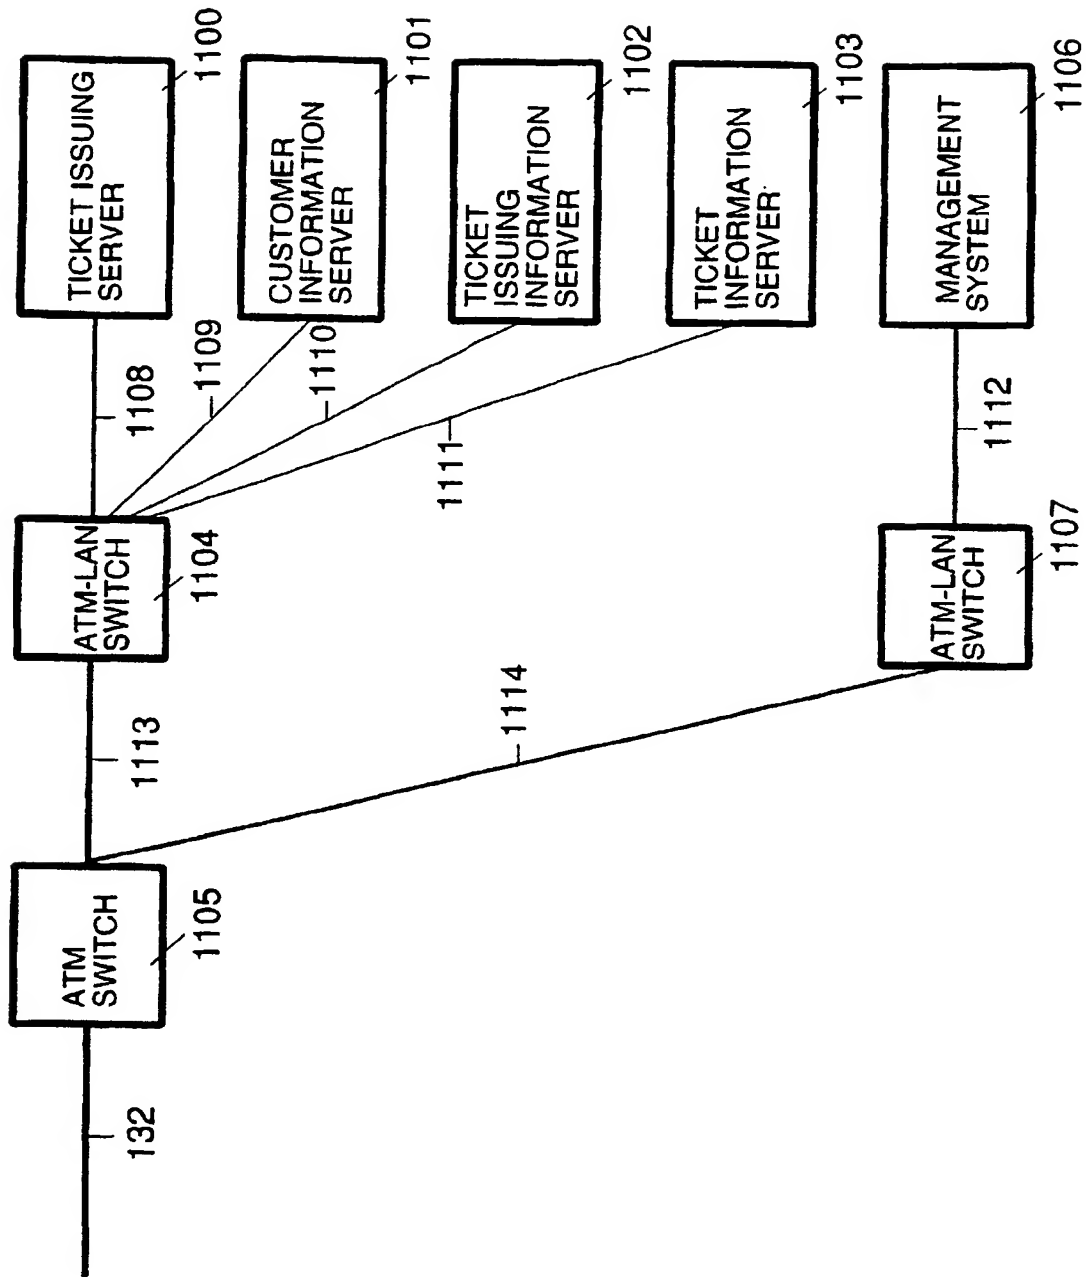 TICKET ISSUING
SERVER
1100
CUSTOMER
INFORMATION
SERVER
1101
TICKET
ISSUING
INFORMATION
SERVER
1102
TICKET
INFORMATION
SERVER
1103
MANAGEMENT
SYSTEM
1106
1108
1109
1110
1111
1112
ATM-LAN
SWITCH
1104
ATM-LAN
SWITCH
1107
1113
1114
ATM
SWITCH
1105
132